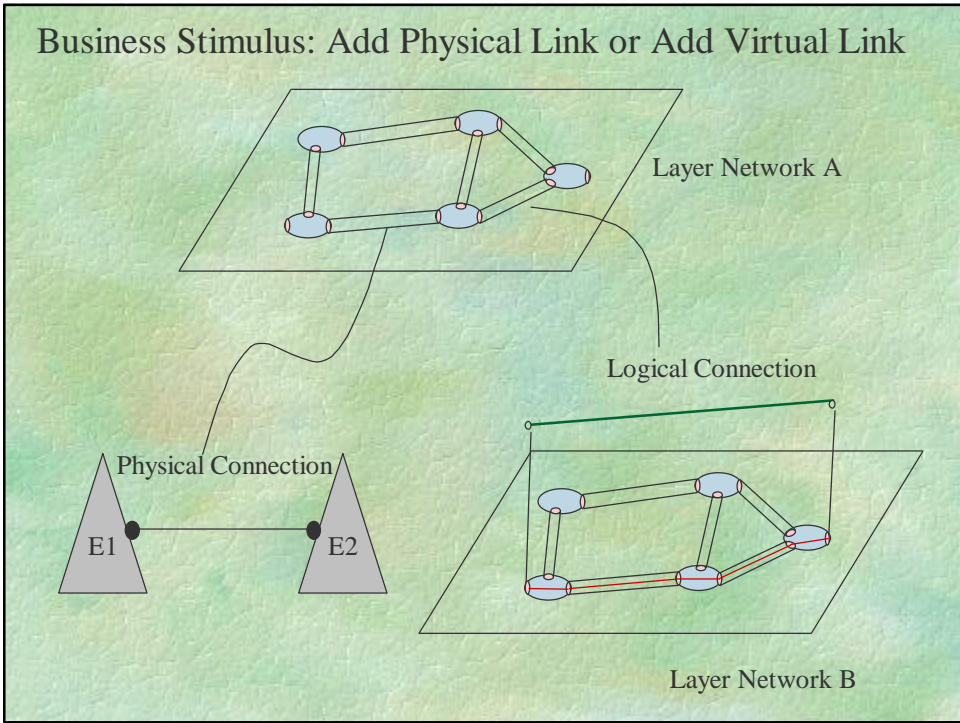 Business Stimulus: Add Physical Link or Add Virtual Link
Layer Network A
Logical Connection
Physical Connection
E1
E2
Layer Network B